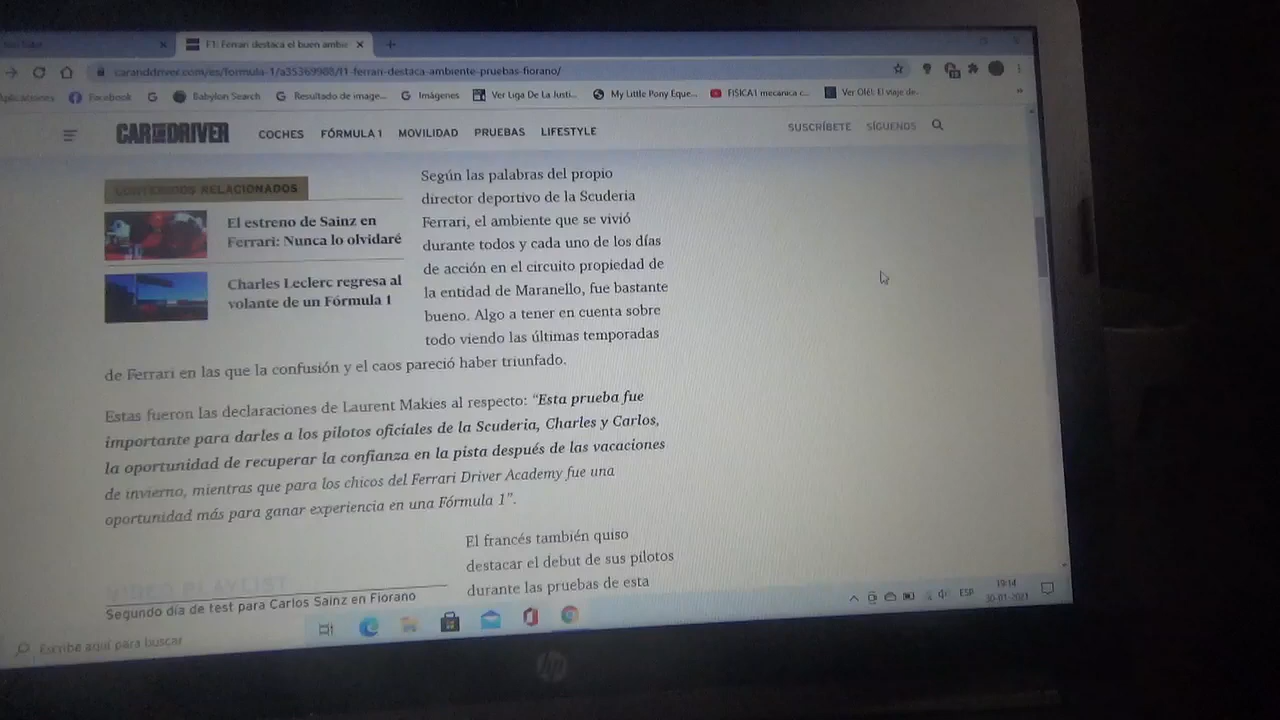 F1: Ferrari destaca el buen ambie
caranddriver.com/es/formula-1/a35369988/f1-ferrari-destaca-ambiente-pruebas-fiorano/
Aplicaciones
Facebook
Babylon Search
Resultado de image...
Imágenes
Ver Liga De La Justi...
My Little Pony Eque...
FISICA1 mecanica c...
Ver Olé!. El viaje de...
CAR AND DRIVER
COCHES
FÓRMULA 1
MOVILIDAD
PRUEBAS
LIFESTYLE
SUSCRÍBETE
SÍGUENOS
CONTENIDOS RELACIONADOS
El estreno de Sainz en
Ferrari: Nunca lo olvidaré
Charles Leclerc regresa al
volante de un Fórmula 1
Según las palabras del propio
director deportivo de la Scuderia
Ferrari, el ambiente que se vivió
durante todos y cada uno de los días
de acción en el circuito propiedad de
la entidad de Maranello, fue bastante
bueno. Algo a tener en cuenta sobre
todo viendo las últimas temporadas
de Ferrari en las que la confusión y el caos pareció haber triunfado.
Estas fueron las declaraciones de Laurent Makies al respecto: "Esta prueba fue
importante para darles a los pilotos oficiales de la Scuderia, Charles y Carlos,
la oportunidad de recuperar la confianza en la pista después de las vacaciones
de invierno, mientras que para los chicos del Ferrari Driver Academy fue una
oportunidad más para ganar experiencia en una Fórmula 1".
El francés también quiso
destacar el debut de sus pilotos
durante las pruebas de esta
VIDEO PLAYLIST
Segundo día de test para Carlos Sainz en Fiorano
Escribe aquí para buscar
ESP
19:14
30-01-2021
hp